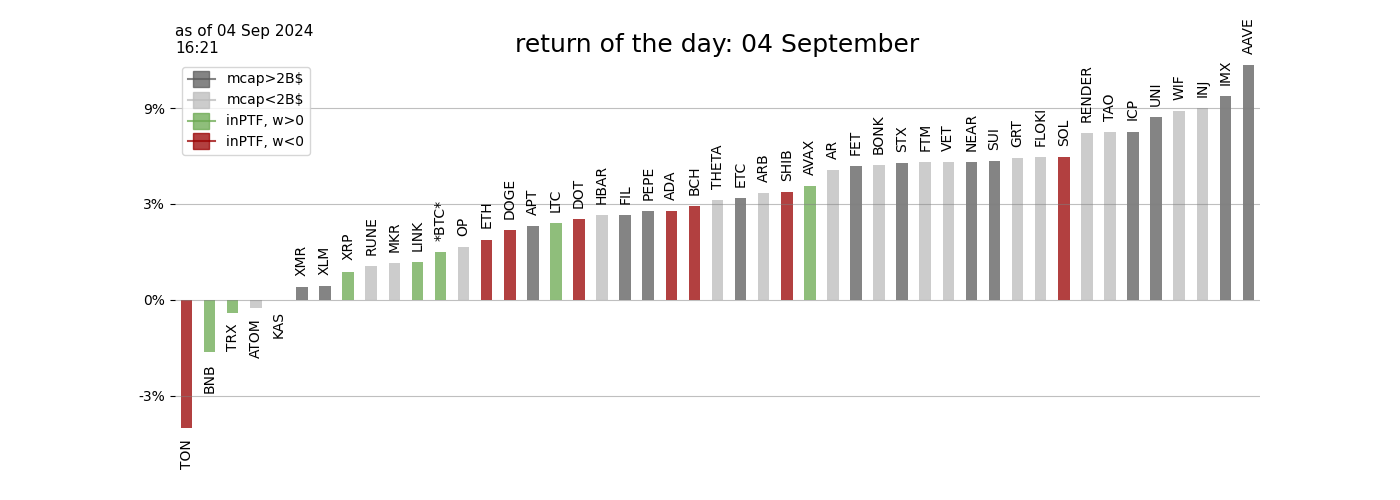 as of 04 Sep 2024
16:21
return of the day: 04 September
mcap>2B$
mcap<2B$
inPTF, w>0
inPTF, w<0
9%
3%
0%
-3%
TON
BNB
TRX
ATOM
KAS
XMR
XLM
XRP
RUNE
MKR
LINK
*BTC*
OP
ETH
DOGE
APT
LTC
DOT
HBAR
FIL
PEPE
ADA
BCH
THETA
ETC
ARB
SHIB
AVAX
AR
FET
BONK
STX
FTM
VET
NEAR
SUI
GRT
FLOKI
SOL
RENDER
TAO
ICP
UNI
WIF
INJ
IMX
AAVE